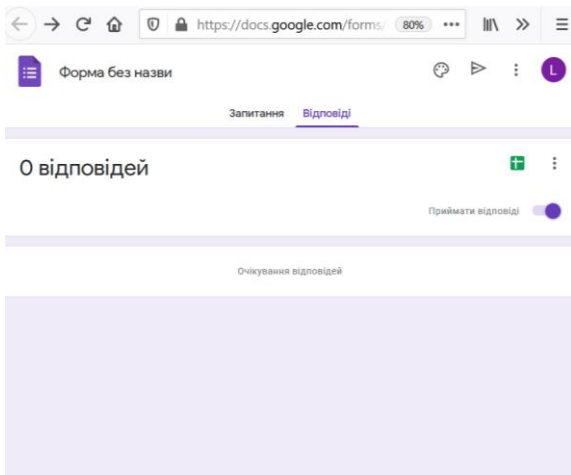 https://docs.google.com/forms/ 80%
Форма без назви
L
Запитання Відповіді
0 відповідей
Приймати відповіді
Очікування відповідей